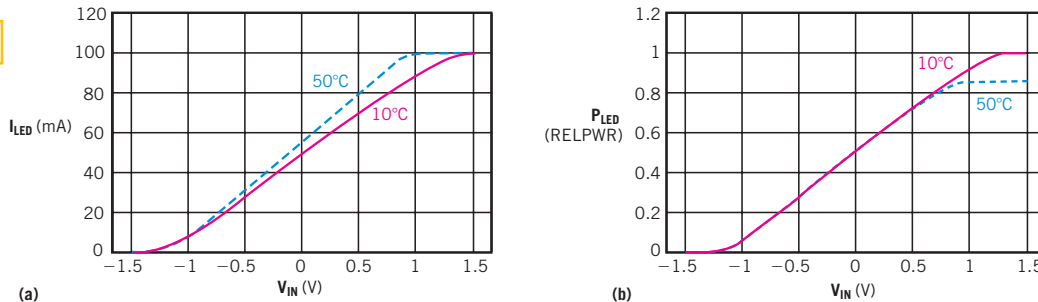 120
100
80
60
40
20
0
I_LED (mA)
50°C
10°C
−1.5 −1 −0.5 0 0.5 1 1.5
V_IN (V)
(a)
1.2
1
0.8
0.6
0.4
0.2
0
P_LED
(RELPWR)
10°C
50°C
−1.5 −1 −0.5 0 0.5 1 1.5
V_IN (V)
(b)